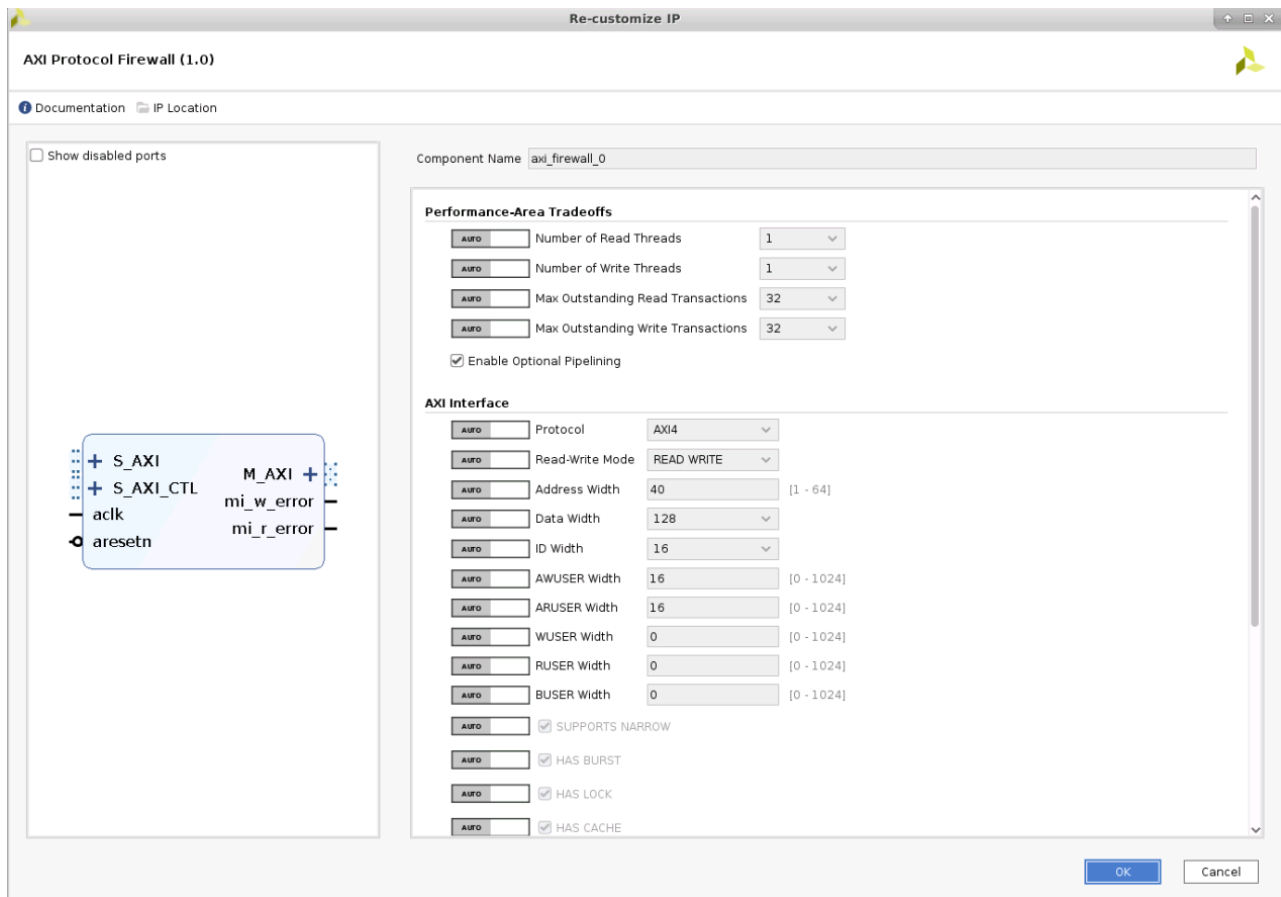 Re-customize IP
AXI Protocol Firewall (1.0)
Documentation IP Location
Show disabled ports
S_AXI
S_AXI_CTL
aclk
aresetn
M_AXI
mi_w_error
mi_r_error
Component Name axi_firewall_0
Performance-Area Tradeoffs
AUTO Number of Read Threads 1
AUTO Number of Write Threads 1
AUTO Max Outstanding Read Transactions 32
AUTO Max Outstanding Write Transactions 32
Enable Optional Pipelining
AXI Interface
AUTO Protocol AXI4
AUTO Read-Write Mode READ WRITE
AUTO Address Width 40 [1 - 64]
AUTO Data Width 128
AUTO ID Width 16
AUTO AWUSER Width 16 [0 - 1024]
AUTO ARUSER Width 16 [0 - 1024]
AUTO WUSER Width 0 [0 - 1024]
AUTO RUSER Width 0 [0 - 1024]
AUTO BUSER Width 0 [0 - 1024]
AUTO SUPPORTS NARROW
AUTO HAS BURST
AUTO HAS LOCK
AUTO HAS CACHE
OK Cancel